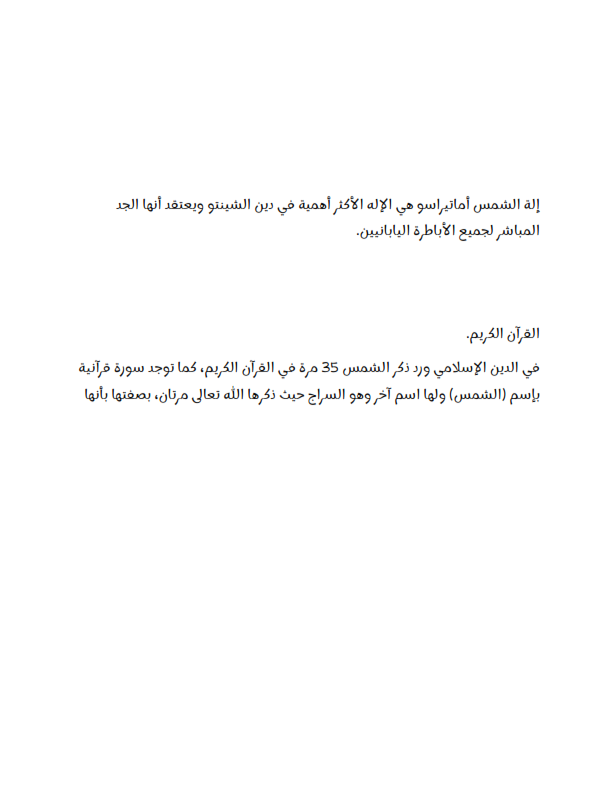 إلة الشمس أماتيراسو هي الإله الأكثر أهمية في دين الشينتو ويعتقد أنها الجد
المباشر لجميع الأباطرة اليابانيين.
القرآن الكريم.
في الدين الإسلامي ورد ذكر الشمس 35 مرة في القرآن الكريم، كما توجد سورة قرآنية
بإسم (الشمس) ولها اسم آخر وهو السراج حيث ذكرها الله تعالى مرتان، بصفتها بأنها